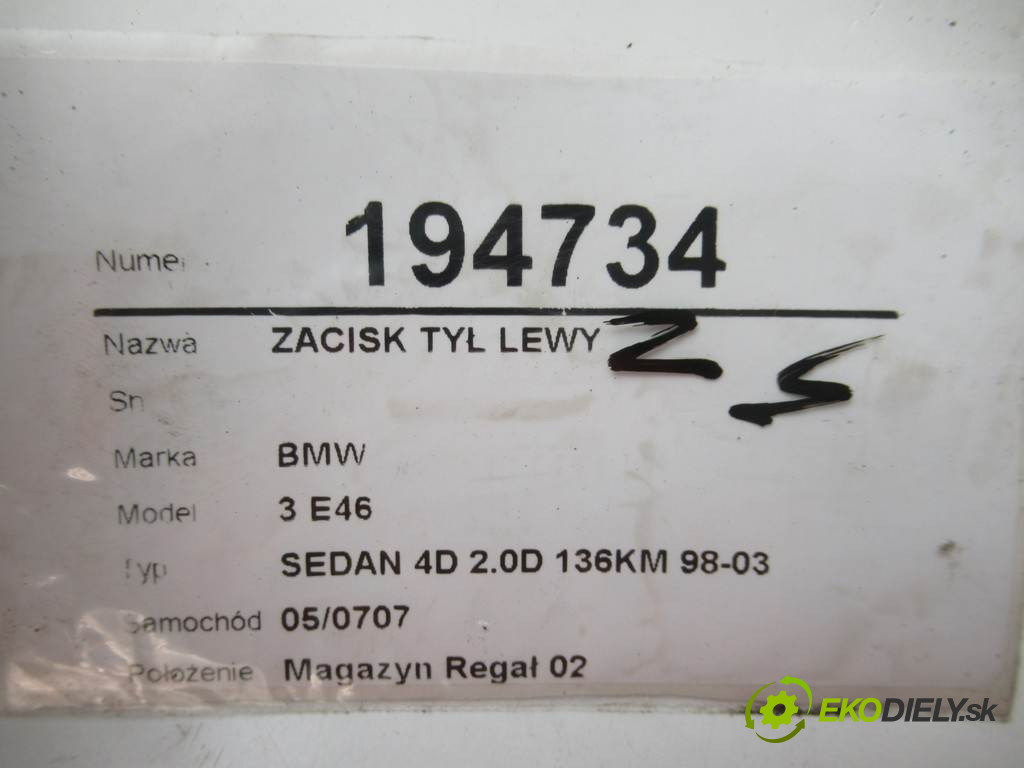 Numer 194734
Nazwa ZACISK TYŁ LEWY Z S
Sn
Marka BMW
Model 3 E46
Typ SEDAN 4D 2.0D 136KM 98-03
Samochód 05/0707
Położenie Magazyn Regał 02
EKODIELY.sk